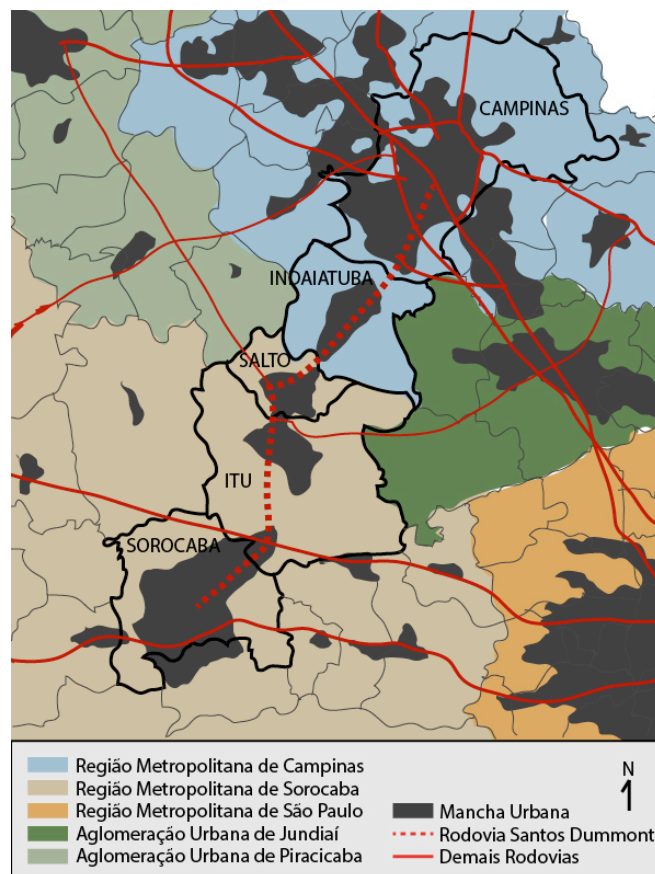 CAMPINAS
INDAIATUBA
SALTO
ITU
SOROCABA
Região Metropolitana de Campinas
Região Metropolitana de Sorocaba
Região Metropolitana de São Paulo
Aglomeração Urbana de Jundiaí
Aglomeração Urbana de Piracicaba
N
Mancha Urbana
Rodovia Santos Dummont
Demais Rodovias